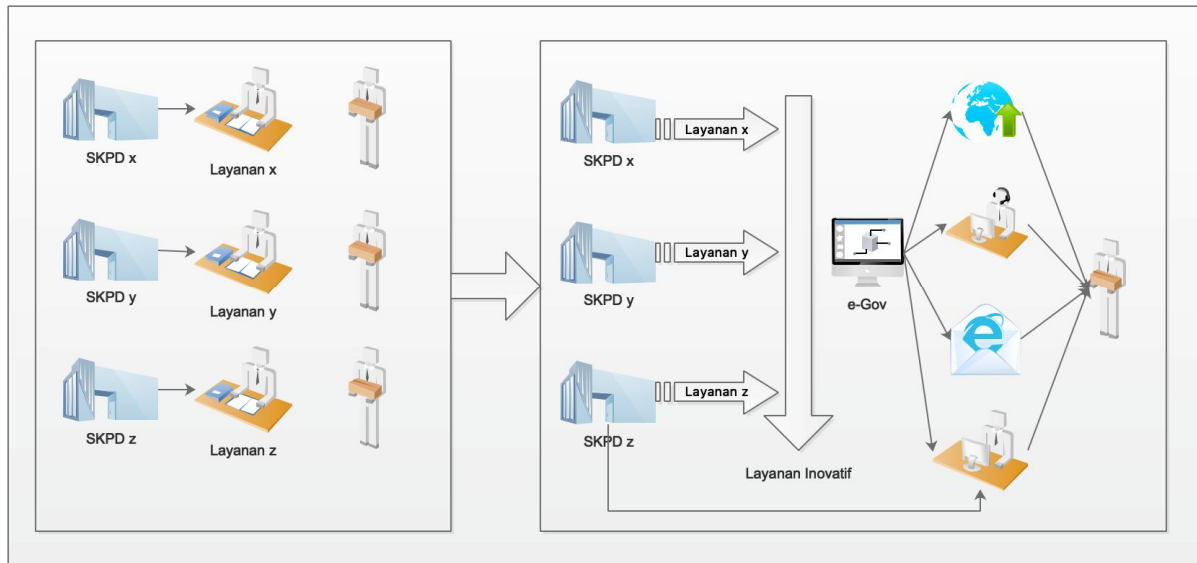 SKPD x
Layanan x
SKPD y
Layanan y
SKPD z
Layanan z
SKPD x
Layanan x
SKPD y
Layanan y
SKPD z
Layanan z
Layanan Inovatif
e-Gov